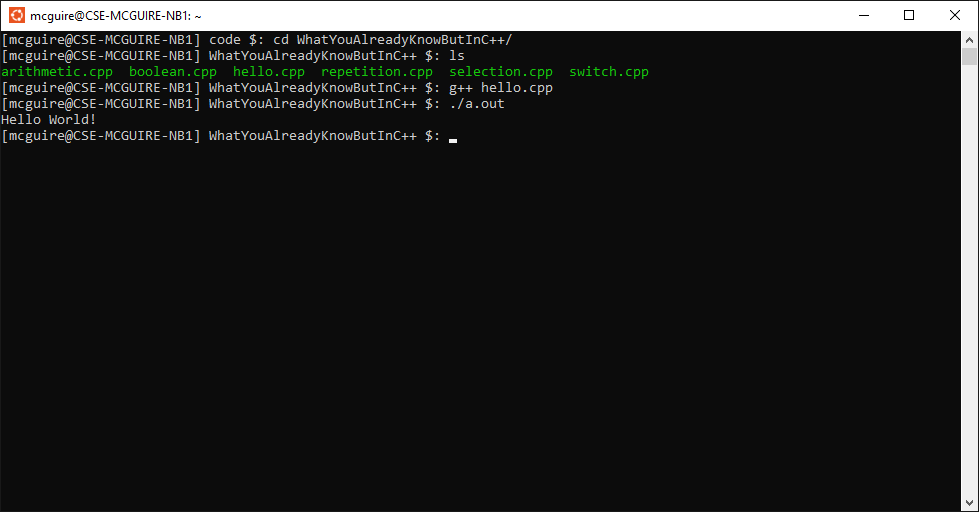 mcguire@CSE-MCGUIRE-NB1: ~
[mcguire@CSE-MCGUIRE-NB1] code $: cd WhatYouAlreadyKnowButInC++/
[mcguire@CSE-MCGUIRE-NB1] WhatYouAlreadyKnowButInC++ $: ls
arithmetic.cpp  boolean.cpp  hello.cpp  repetition.cpp  selection.cpp  switch.cpp
[mcguire@CSE-MCGUIRE-NB1] WhatYouAlreadyKnowButInC++ $: g++ hello.cpp
[mcguire@CSE-MCGUIRE-NB1] WhatYouAlreadyKnowButInC++ $: ./a.out
Hello World!
[mcguire@CSE-MCGUIRE-NB1] WhatYouAlreadyKnowButInC++ $: